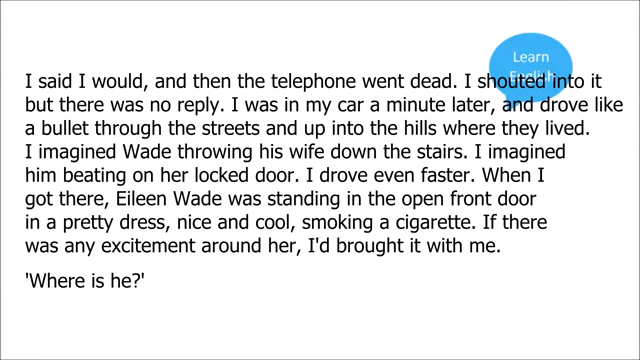 Learn
English
I said I would, and then the telephone went dead. I shouted into it
but there was no reply. I was in my car a minute later, and drove like
a bullet through the streets and up into the hills where they lived.
I imagined Wade throwing his wife down the stairs. I imagined
him beating on her locked door. I drove even faster. When I
got there, Eileen Wade was standing in the open front door
in a pretty dress, nice and cool, smoking a cigarette. If there
was any excitement around her, I'd brought it with me.
'Where is he?'